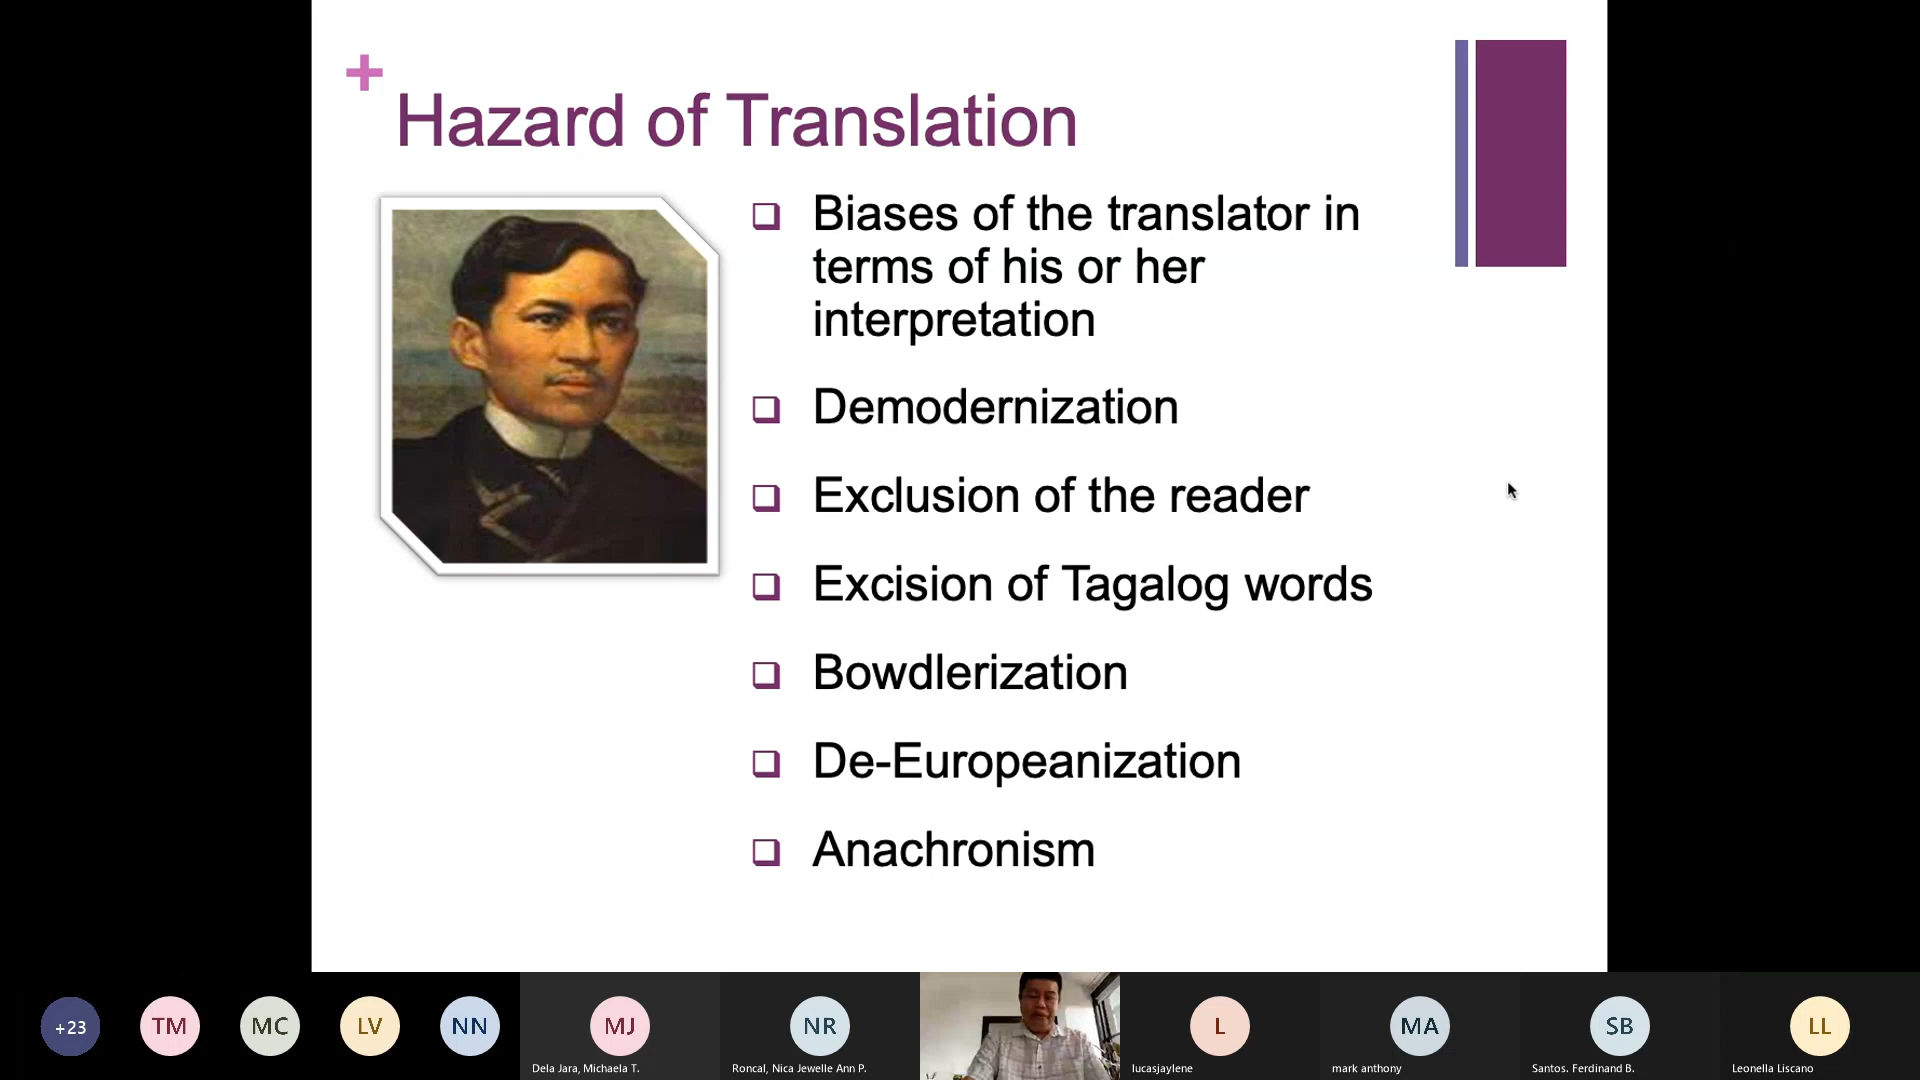 +
Hazard of Translation
Biases of the translator in
terms of his or her
interpretation
Demodernization
Exclusion of the reader
Excision of Tagalog words
Bowdlerization
De-Europeanization
Anachronism
+23
TM
MC
LV
NN
MJ
Dela Jara, Michaela T.
NR
Roncal, Nica Jewelle Ann P.
L
lucasjaylene
MA
mark anthony
SB
Santos. Ferdinand B.
LL
Leonella Liscano